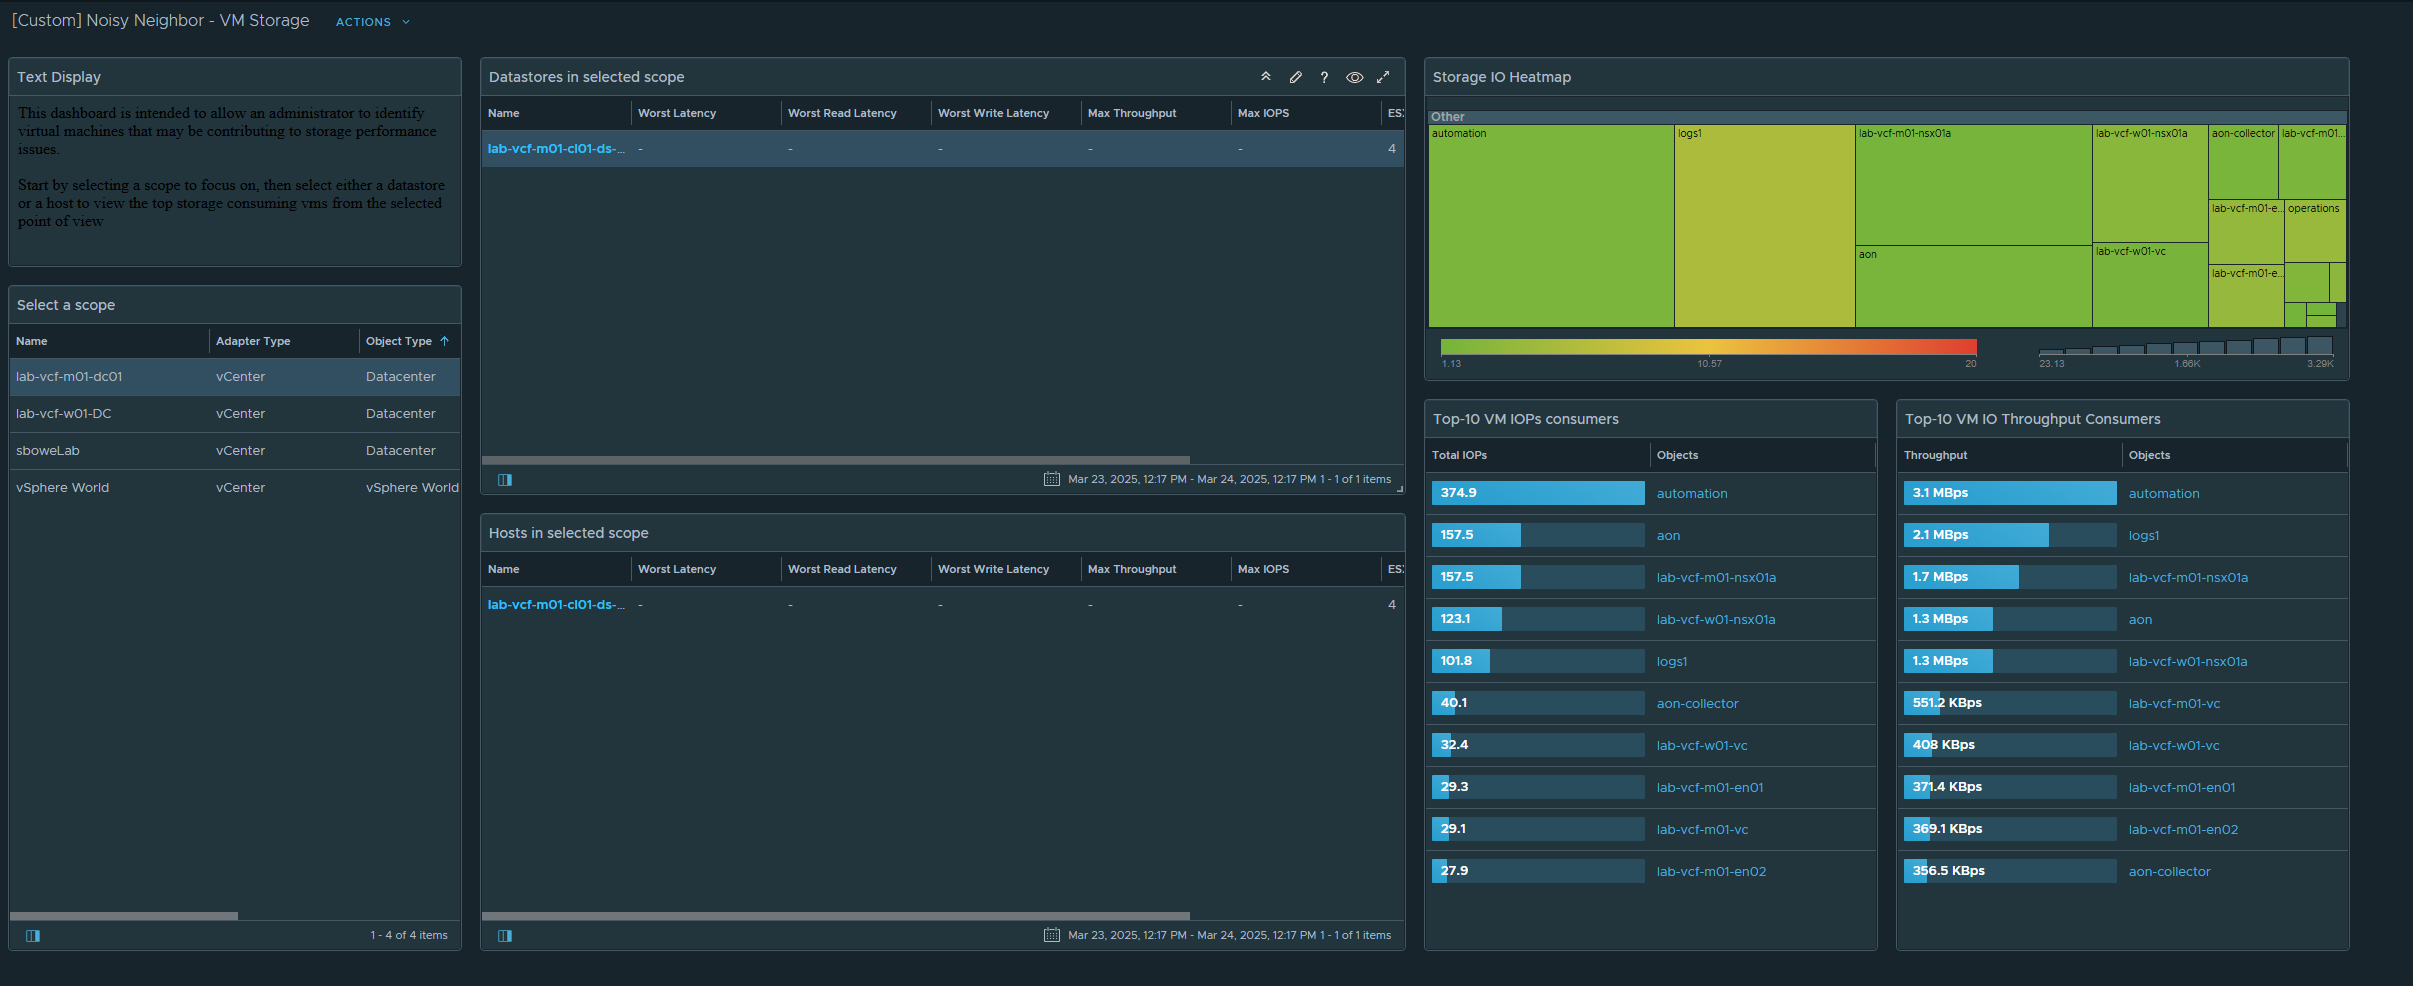 [Custom] Noisy Neighbor - VM Storage ACTIONS
Text Display
This dashboard is intended to allow an administrator to identify
virtual machines that may be contributing to storage performance
issues.
Start by selecting a scope to focus on, then select either a datastore
or a host to view the top storage consuming vms from the selected
point of view
Select a scope
Name Adapter Type Object Type
lab-vcf-m01-dc01 vCenter Datacenter
lab-vcf-w01-DC vCenter Datacenter
sboweLab vCenter Datacenter
vSphere World vCenter vSphere World
1 - 4 of 4 items
Datastores in selected scope
Name Worst Latency Worst Read Latency Worst Write Latency Max Throughput Max IOPS ES
lab-vcf-m01-cl01-ds-... - - - - - 4
Mar 23, 2025, 12:17 PM - Mar 24, 2025, 12:17 PM 1 - 1 of 1 items
Hosts in selected scope
Name Worst Latency Worst Read Latency Worst Write Latency Max Throughput Max IOPS ES
lab-vcf-m01-cl01-ds-... - - - - - 4
Mar 23, 2025, 12:17 PM - Mar 24, 2025, 12:17 PM 1 - 1 of 1 items
Storage IO Heatmap
Other
automation logs1 lab-vcf-m01-nsx01a lab-vcf-w01-nsx01a aon-collector lab-vcf-m01...
lab-vcf-m01-e... operations
aon lab-vcf-w01-vc
lab-vcf-m01-e...
1.13 10.57 20 23.13 1.66K 3.29K
Top-10 VM IOPs consumers
Total IOPs Objects
374.9 automation
157.5 aon
157.5 lab-vcf-m01-nsx01a
123.1 lab-vcf-w01-nsx01a
101.8 logs1
40.1 aon-collector
32.4 lab-vcf-w01-vc
29.3 lab-vcf-m01-en01
29.1 lab-vcf-m01-vc
27.9 lab-vcf-m01-en02
Top-10 VM IO Throughput Consumers
Throughput Objects
3.1 MBps automation
2.1 MBps logs1
1.7 MBps lab-vcf-m01-nsx01a
1.3 MBps aon
1.3 MBps lab-vcf-w01-nsx01a
551.2 KBps lab-vcf-m01-vc
408 KBps lab-vcf-w01-vc
371.4 KBps lab-vcf-m01-en01
369.1 KBps lab-vcf-m01-en02
356.5 KBps aon-collector